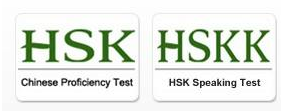 HSK
Chinese Proficiency Test
HSKK
HSK Speaking Test